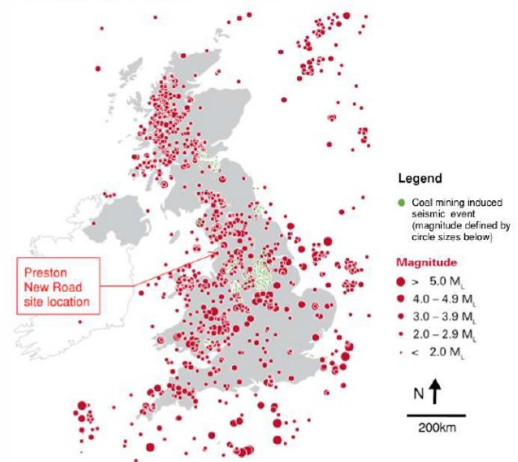 Preston
New Road
site location
Legend
Coal mining induced
seismic event
(magnitude defined by
circle sizes below)
Magnitude
> 5.0 ML
4.0 – 4.9 ML
3.0 – 3.9 ML
2.0 – 2.9 ML
< 2.0 ML
N
200km